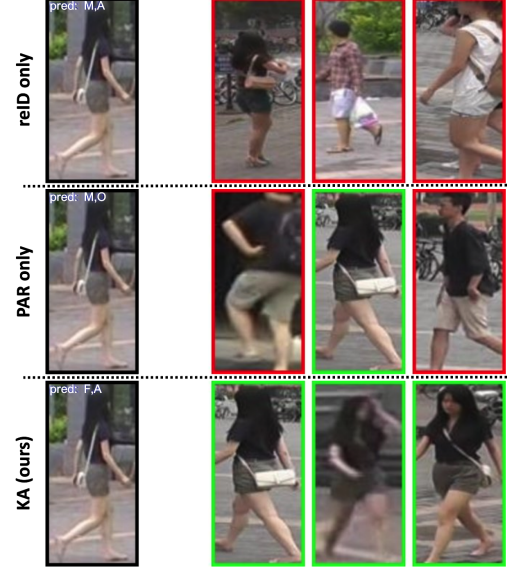 pred: M,A
reID only
pred: M,O
PAR only
pred: F,A
KA (ours)